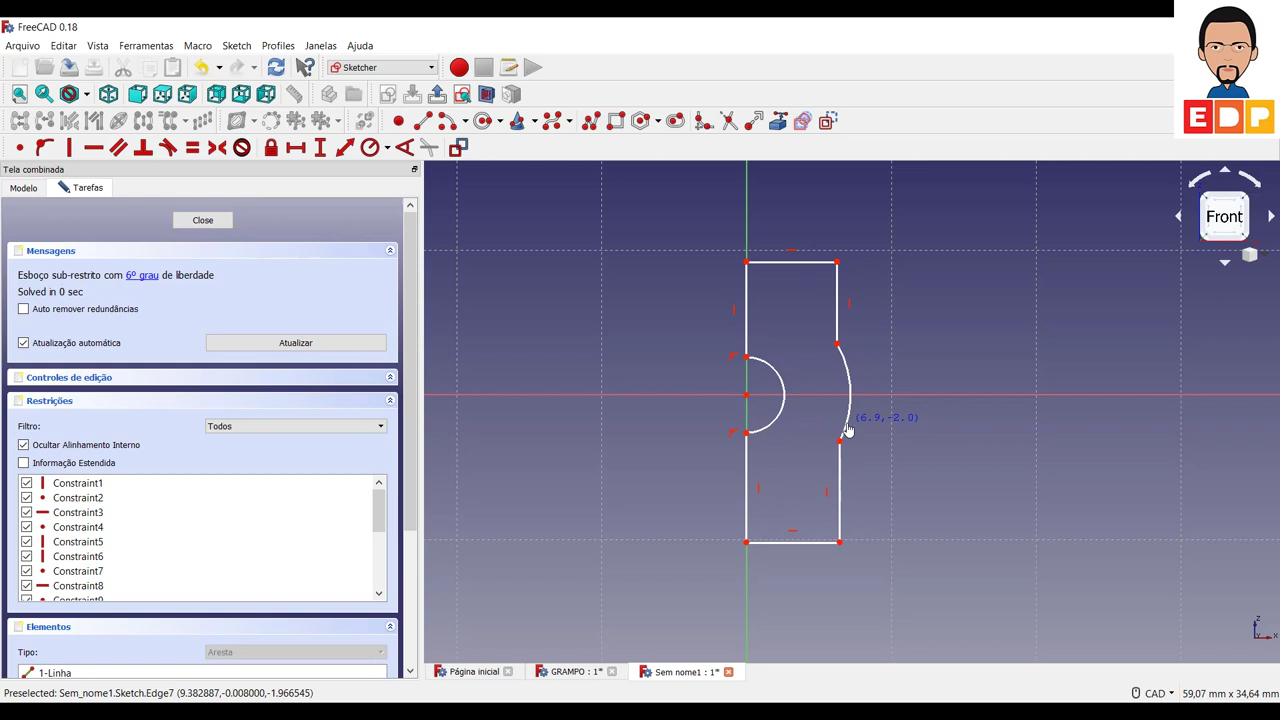 FreeCAD 0.18
Arquivo Editar Vista Ferramentas Macro Sketch Profiles Janelas Ajuda
Sketcher
EDP
Tela combinada
Modelo Tarefas
Close
Mensagens
Esboço sub-restrito com 6º grau de liberdade
Solved in 0 sec
Auto remover redundâncias
Atualização automática Atualizar
Controles de edição
Restrições
Filtro: Todos
Ocultar Alinhamento Interno
Informação Estendida
Constraint1
Constraint2
Constraint3
Constraint4
Constraint5
Constraint6
Constraint7
Constraint8
Constraint9
Elementos
Tipo: Aresta
1-Linha
Front
(6.9,-2.0)
Z
Y
X
Página inicial GRAMPO : 1* Sem nome1 : 1*
Preselected: Sem_nome1.Sketch.Edge7 (9.382887,-0.008000,-1.966545) CAD 59,07 mm x 34,64 mm